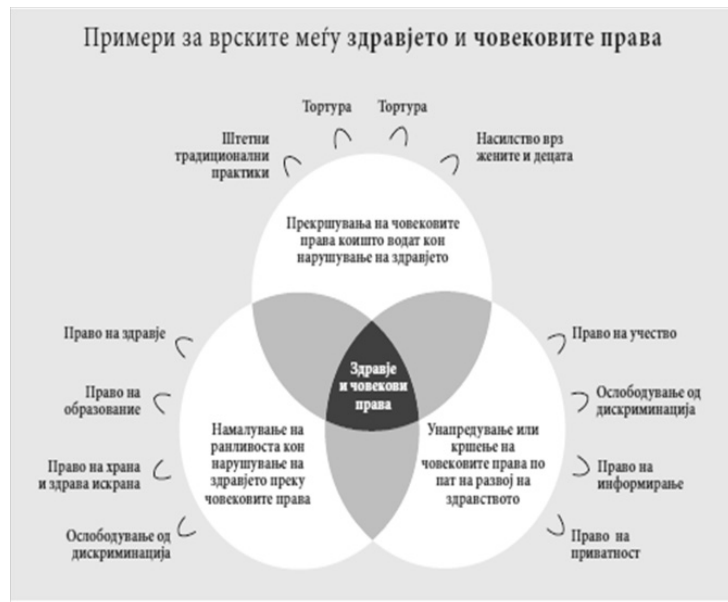 Примери за врските меѓу здравјето и човековите права
Тортура
Тортура
Штетни
традиционални
практики
Насилство врз
жените и децата
Прекршувања на човековите
права коишто водат кон
нарушување на здравјето
Право на здравје
Право на
образование
Право на храна
и здрава искрана
Ослободување од
дискриминација
Здравје
и човекови
права
Намалување на
ранливоста кон
нарушување на
здравјето преку
човековите права
Унапредување или
кршење на
човековите права по
пат на развој на
здравството
Право на учество
Ослободување од
дискриминација
Право на
информирање
Право на
приватност